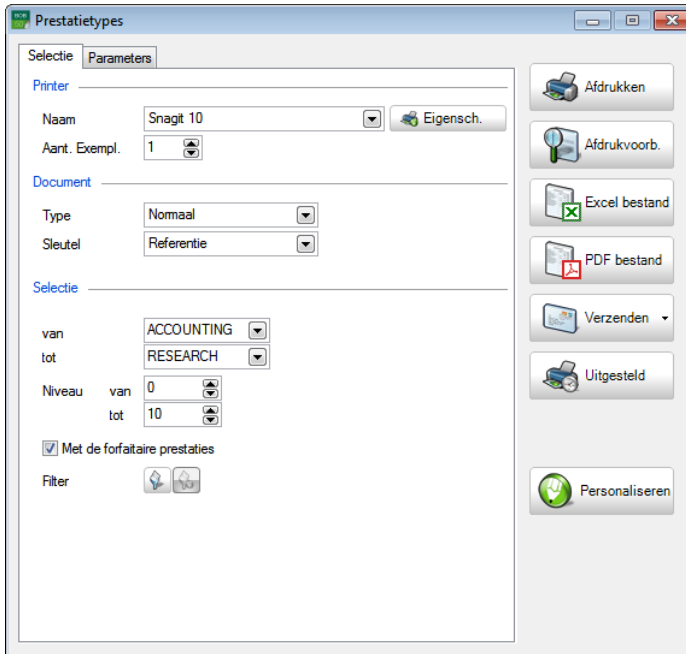 Prestatietypes
Selectie Parameters
Printer
Naam Snagit 10 Eigensch.
Aant. Exempl. 1
Document
Type Normaal
Sleutel Referentie
Selectie
van ACCOUNTING
tot RESEARCH
Niveau van 0
tot 10
Met de forfaitaire prestaties
Filter
Afdrukken
Afdrukvoorb.
Excel bestand
PDF bestand
Verzenden
Uitgesteld
Personaliseren